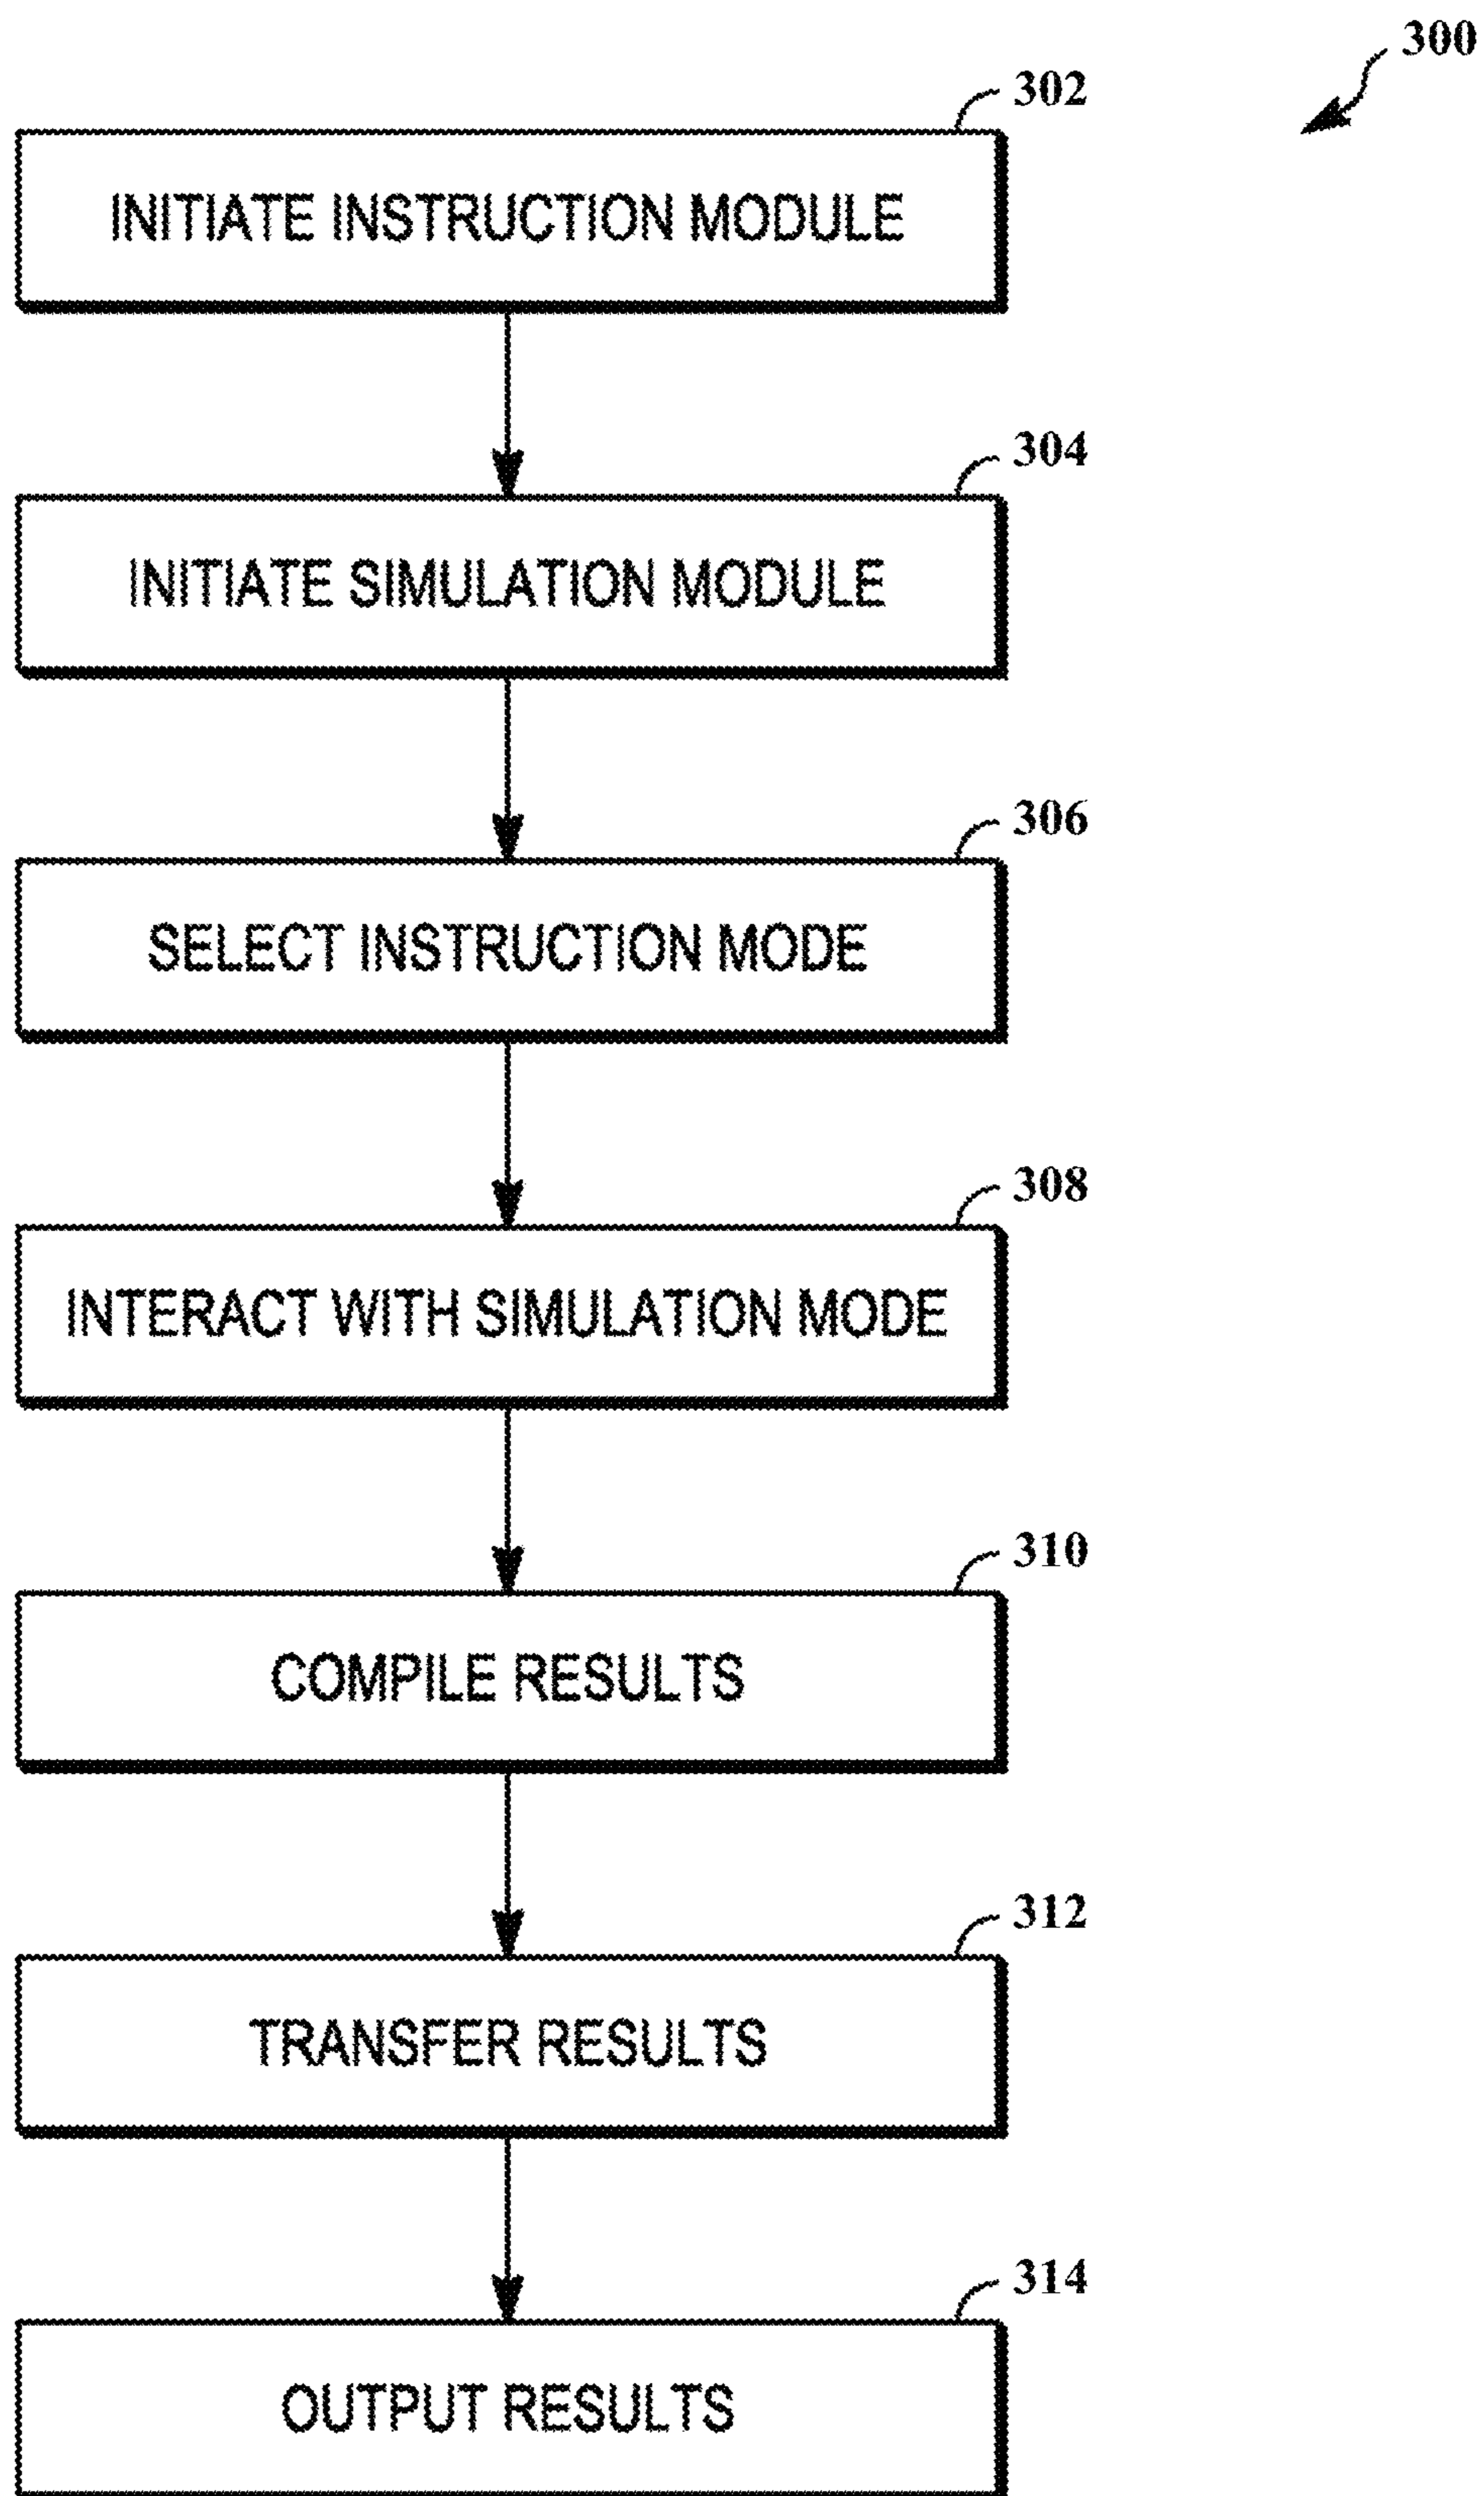 300
302
INITIATE INSTRUCTION MODULE
304
INITIATE SIMULATION MODULE
306
SELECT INSTRUCTION MODE
308
INTERACT WITH SIMULATION MODE
310
COMPILE RESULTS
312
TRANSFER RESULTS
314
OUTPUT RESULTS